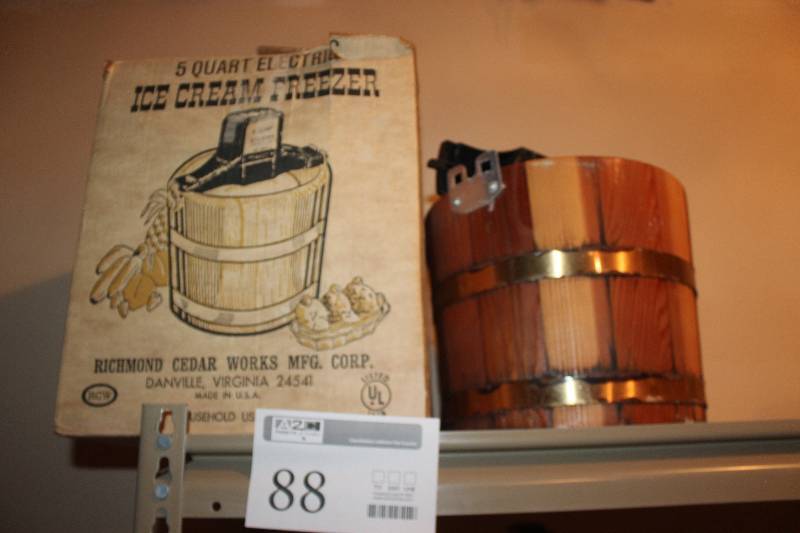 5 QUART ELECTRIC
ICE CREAM FREEZER
RICHMOND CEDAR WORKS MFG. CORP.
DANVILLE, VIRGINIA 24541
MADE IN U.S.A.
RCW
LISTED
UL
88